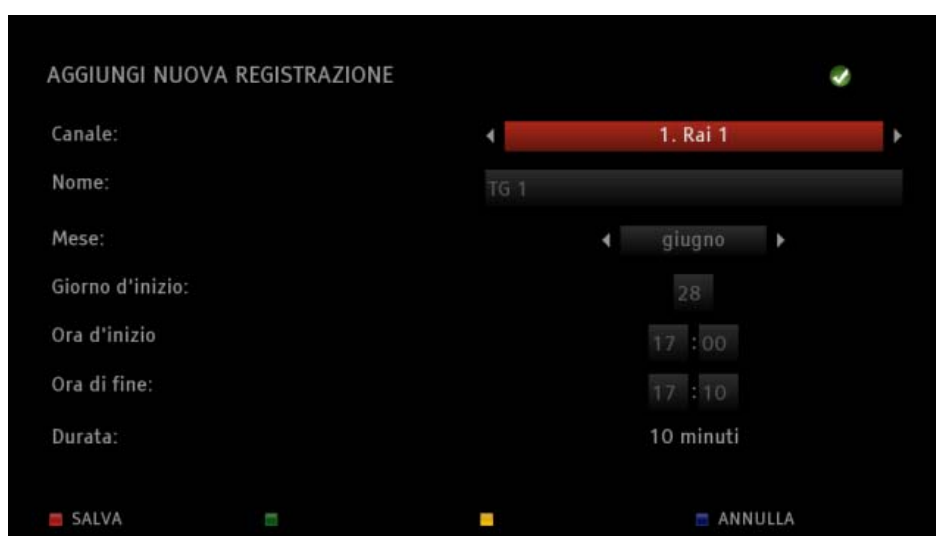 AGGIUNGI NUOVA REGISTRAZIONE
Canale: 1. Rai 1
Nome: TG 1
Mese: giugno
Giorno d'inizio: 28
Ora d'inizio 17 : 00
Ora di fine: 17 : 10
Durata: 10 minuti
SALVA ANNULLA